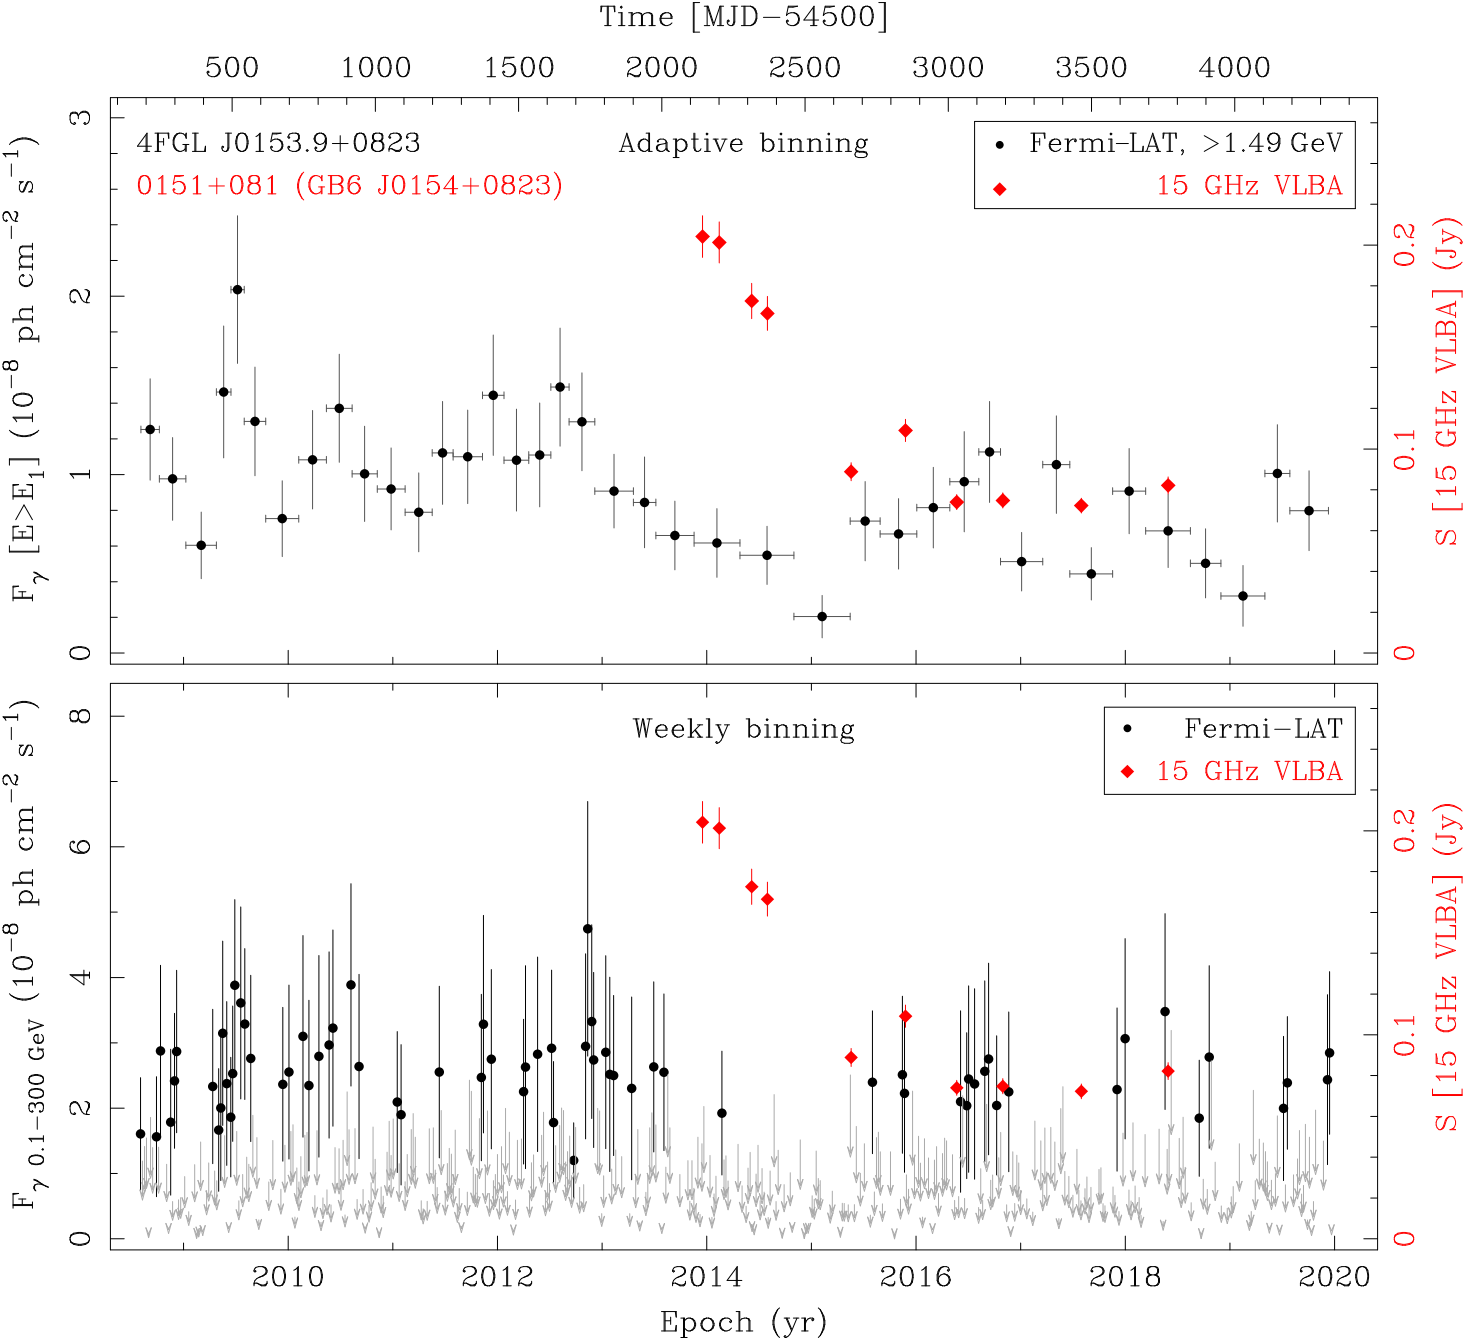 Time [MJD−54500]
500 1000 1500 2000 2500 3000 3500 4000
4FGL J0153.9+0823
0151+081 (GB6 J0154+0823)
Adaptive binning
Fermi−LAT, >1.49 GeV
15 GHz VLBA
F γ [E>E1] (10−8 ph cm−2 s−1)
3
2
1
0
S [15 GHz VLBA] (Jy)
0.2
0.1
0
Weekly binning
Fermi−LAT
15 GHz VLBA
F γ 0.1−300 GeV (10−8 ph cm−2 s−1)
8
6
4
2
0
S [15 GHz VLBA] (Jy)
0.2
0.1
0
2010 2012 2014 2016 2018 2020
Epoch (yr)